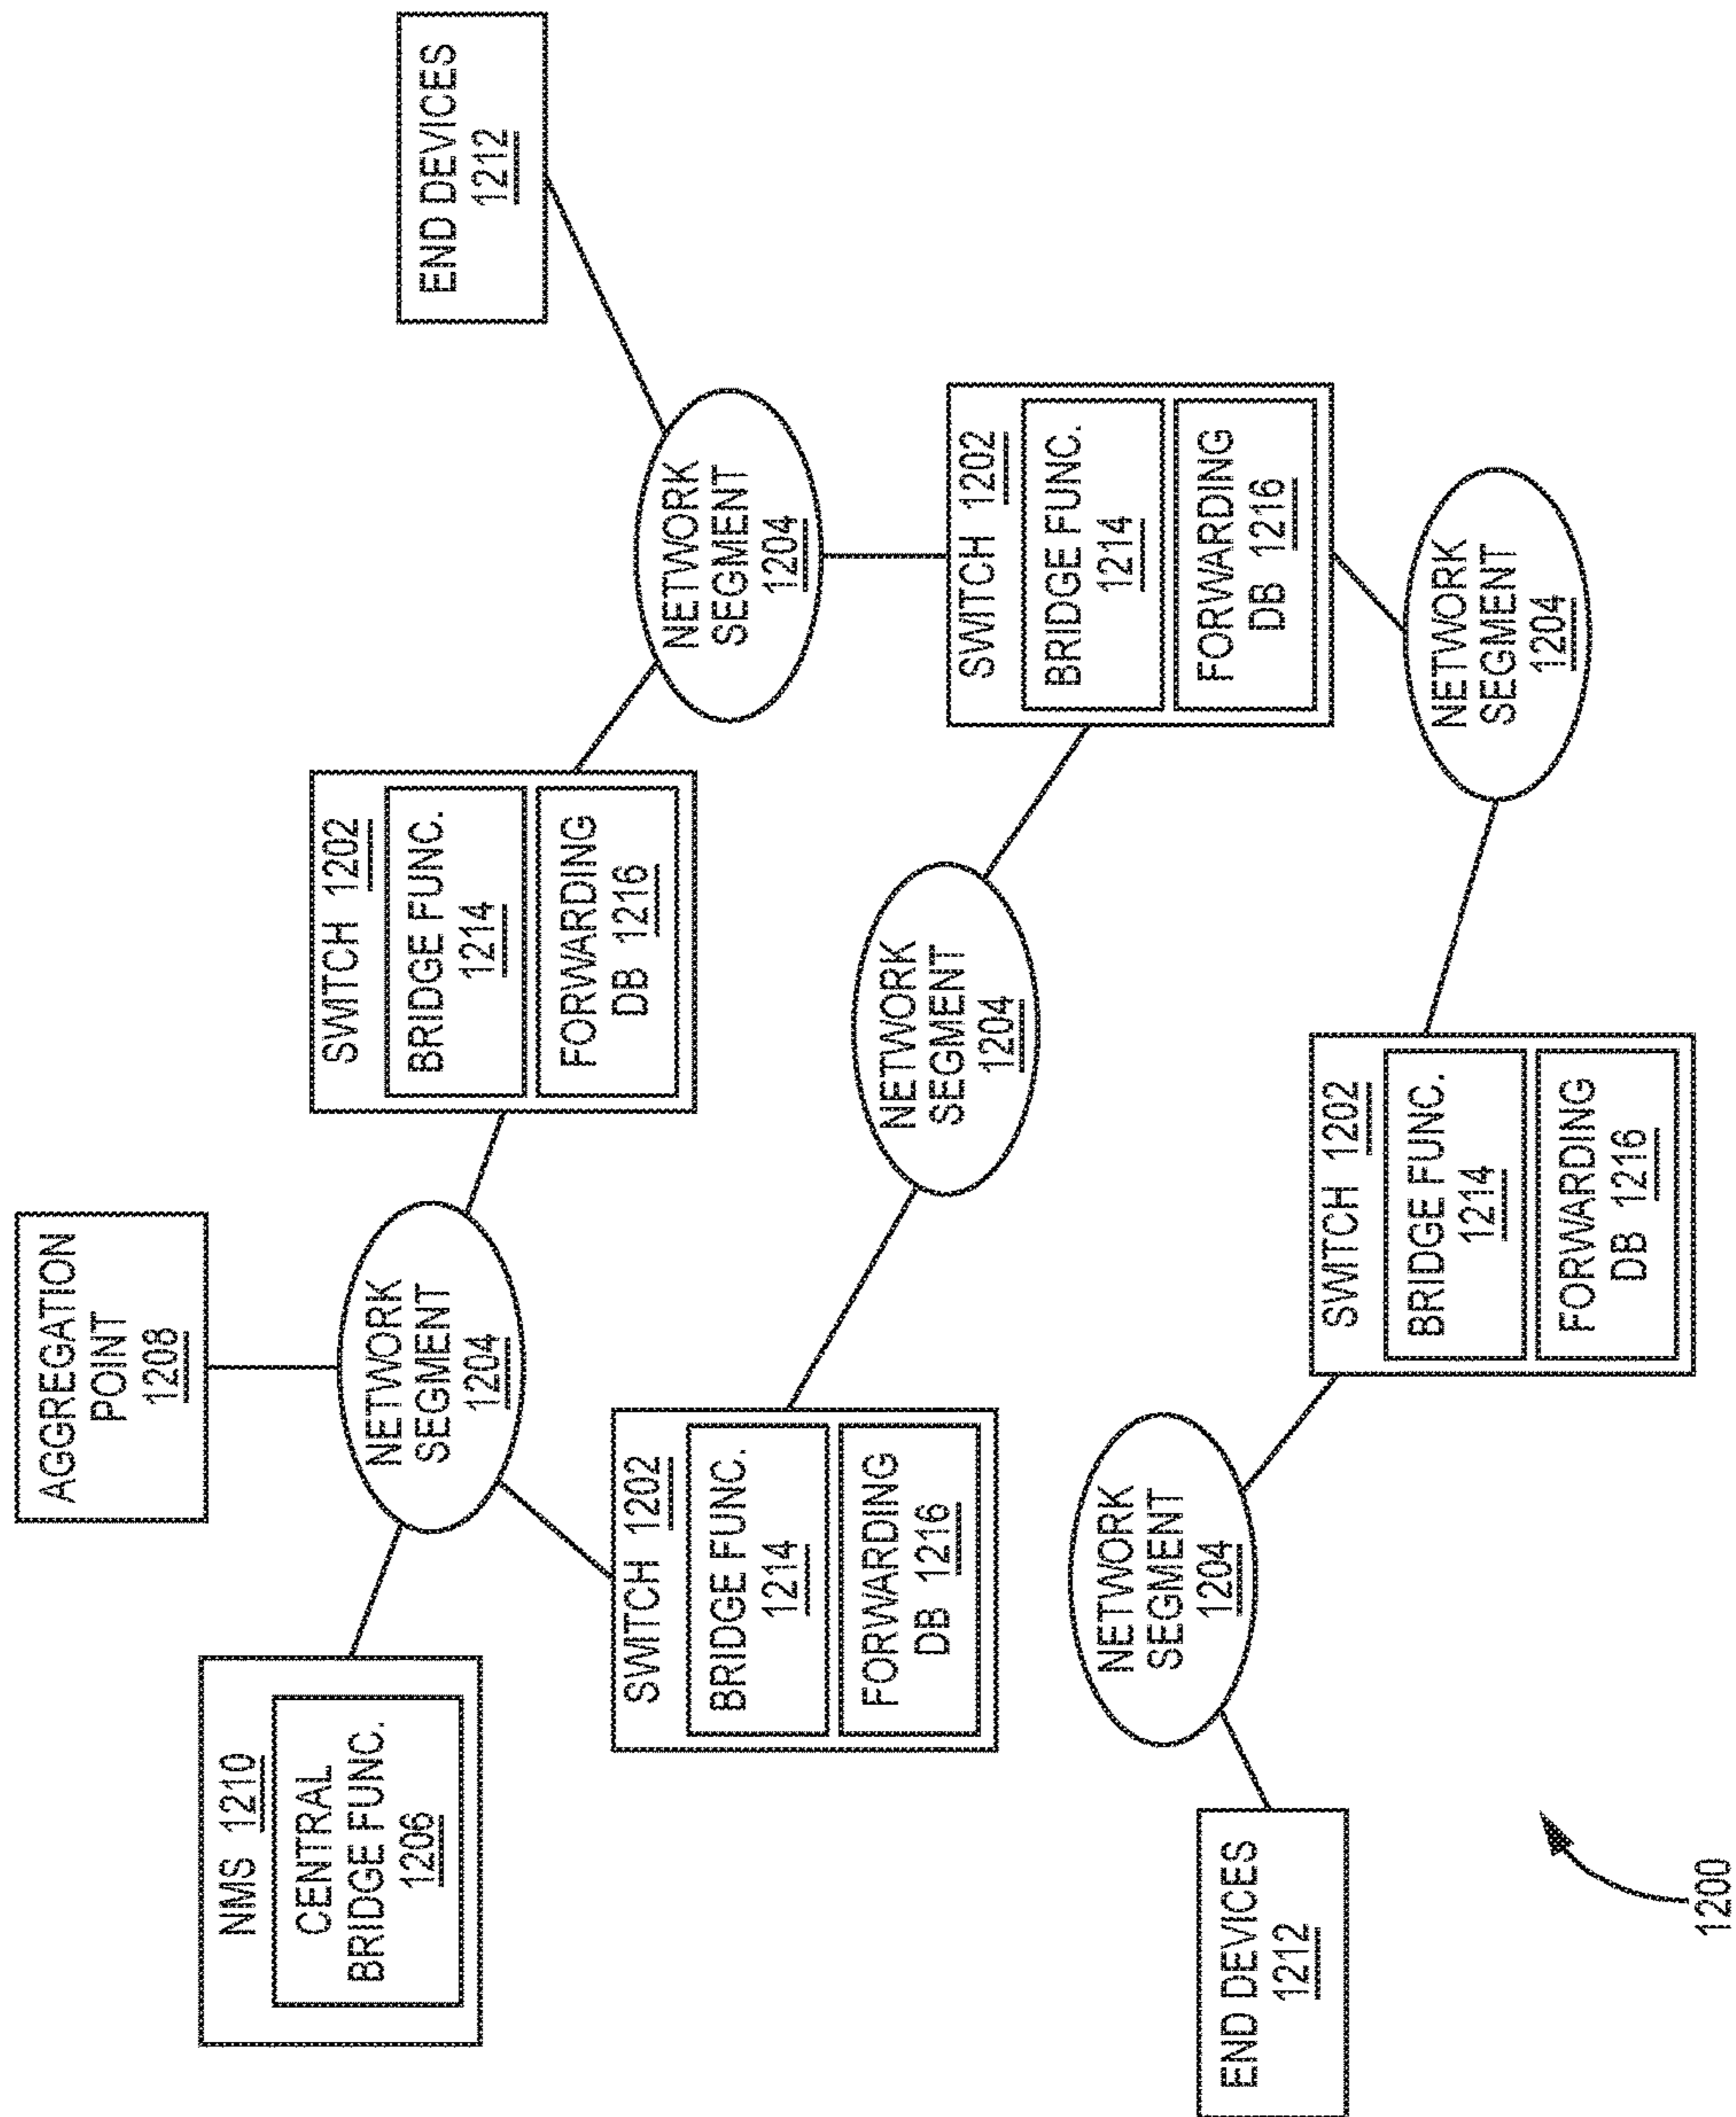 NMS 1210
CENTRAL
BRIDGE FUNC.
1206
AGGREGATION
POINT
1208
NETWORK
SEGMENT
1204
SWITCH 1202
BRIDGE FUNC.
1214
FORWARDING
DB 1216
END DEVICES
1212
SWITCH 1202
BRIDGE FUNC.
1214
FORWARDING
DB 1216
NETWORK
SEGMENT
1204
NETWORK
SEGMENT
1204
SWITCH 1202
BRIDGE FUNC.
1214
FORWARDING
DB 1216
END DEVICES
1212
NETWORK
SEGMENT
1204
SWITCH 1202
BRIDGE FUNC.
1214
FORWARDING
DB 1216
NETWORK
SEGMENT
1204
1200